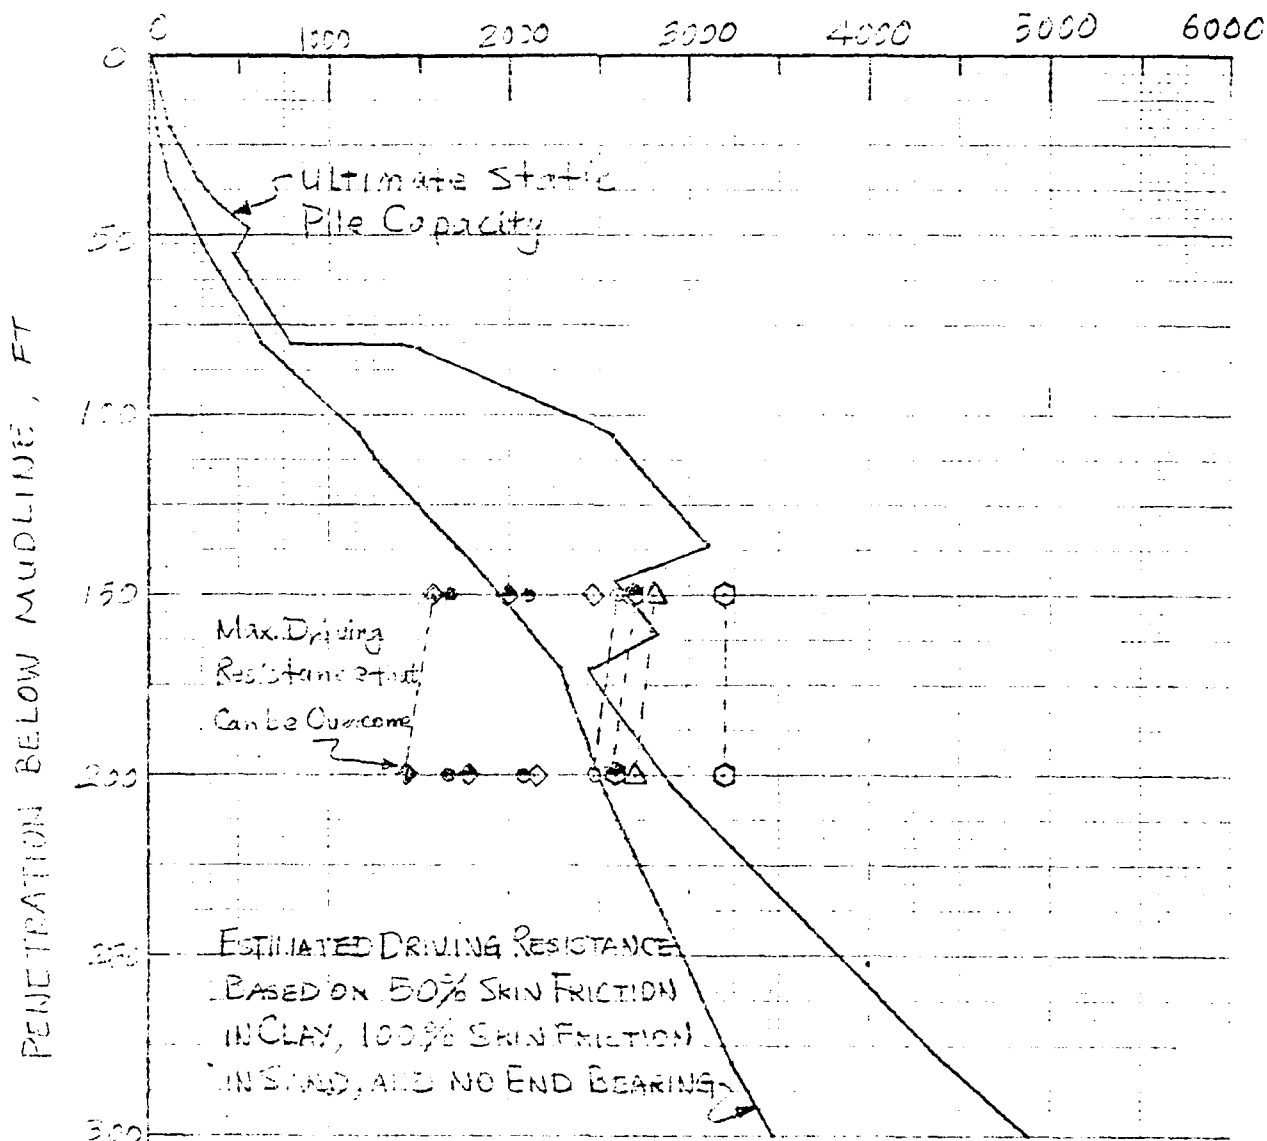 0 1000 2000 3000 4000 5000 6000
0
Ultimate Static
Pile Capacity
50
100
150
Max. Driving
Resistance that
Can be Overcome
200
ESTIMATED DRIVING RESISTANCE
BASED ON 50% SKIN FRICTION
IN CLAY, 100% SKIN FRICTION
IN SAND, AND NO END BEARING
250
300
PENETRATION BELOW MUDLINE, FT